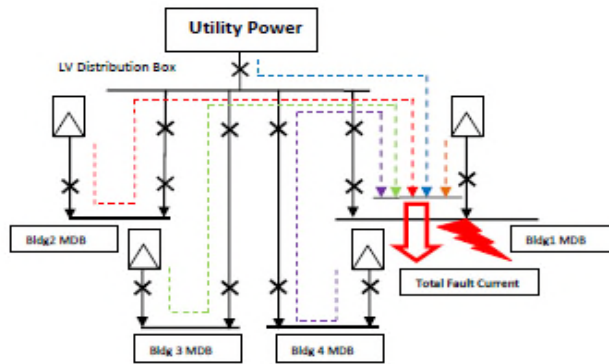 Utility Power
LV Distribution Box
Bldg2 MDB
Bldg1 MDB
Total Fault Current
Bldg 3 MDB
Bldg 4 MDB